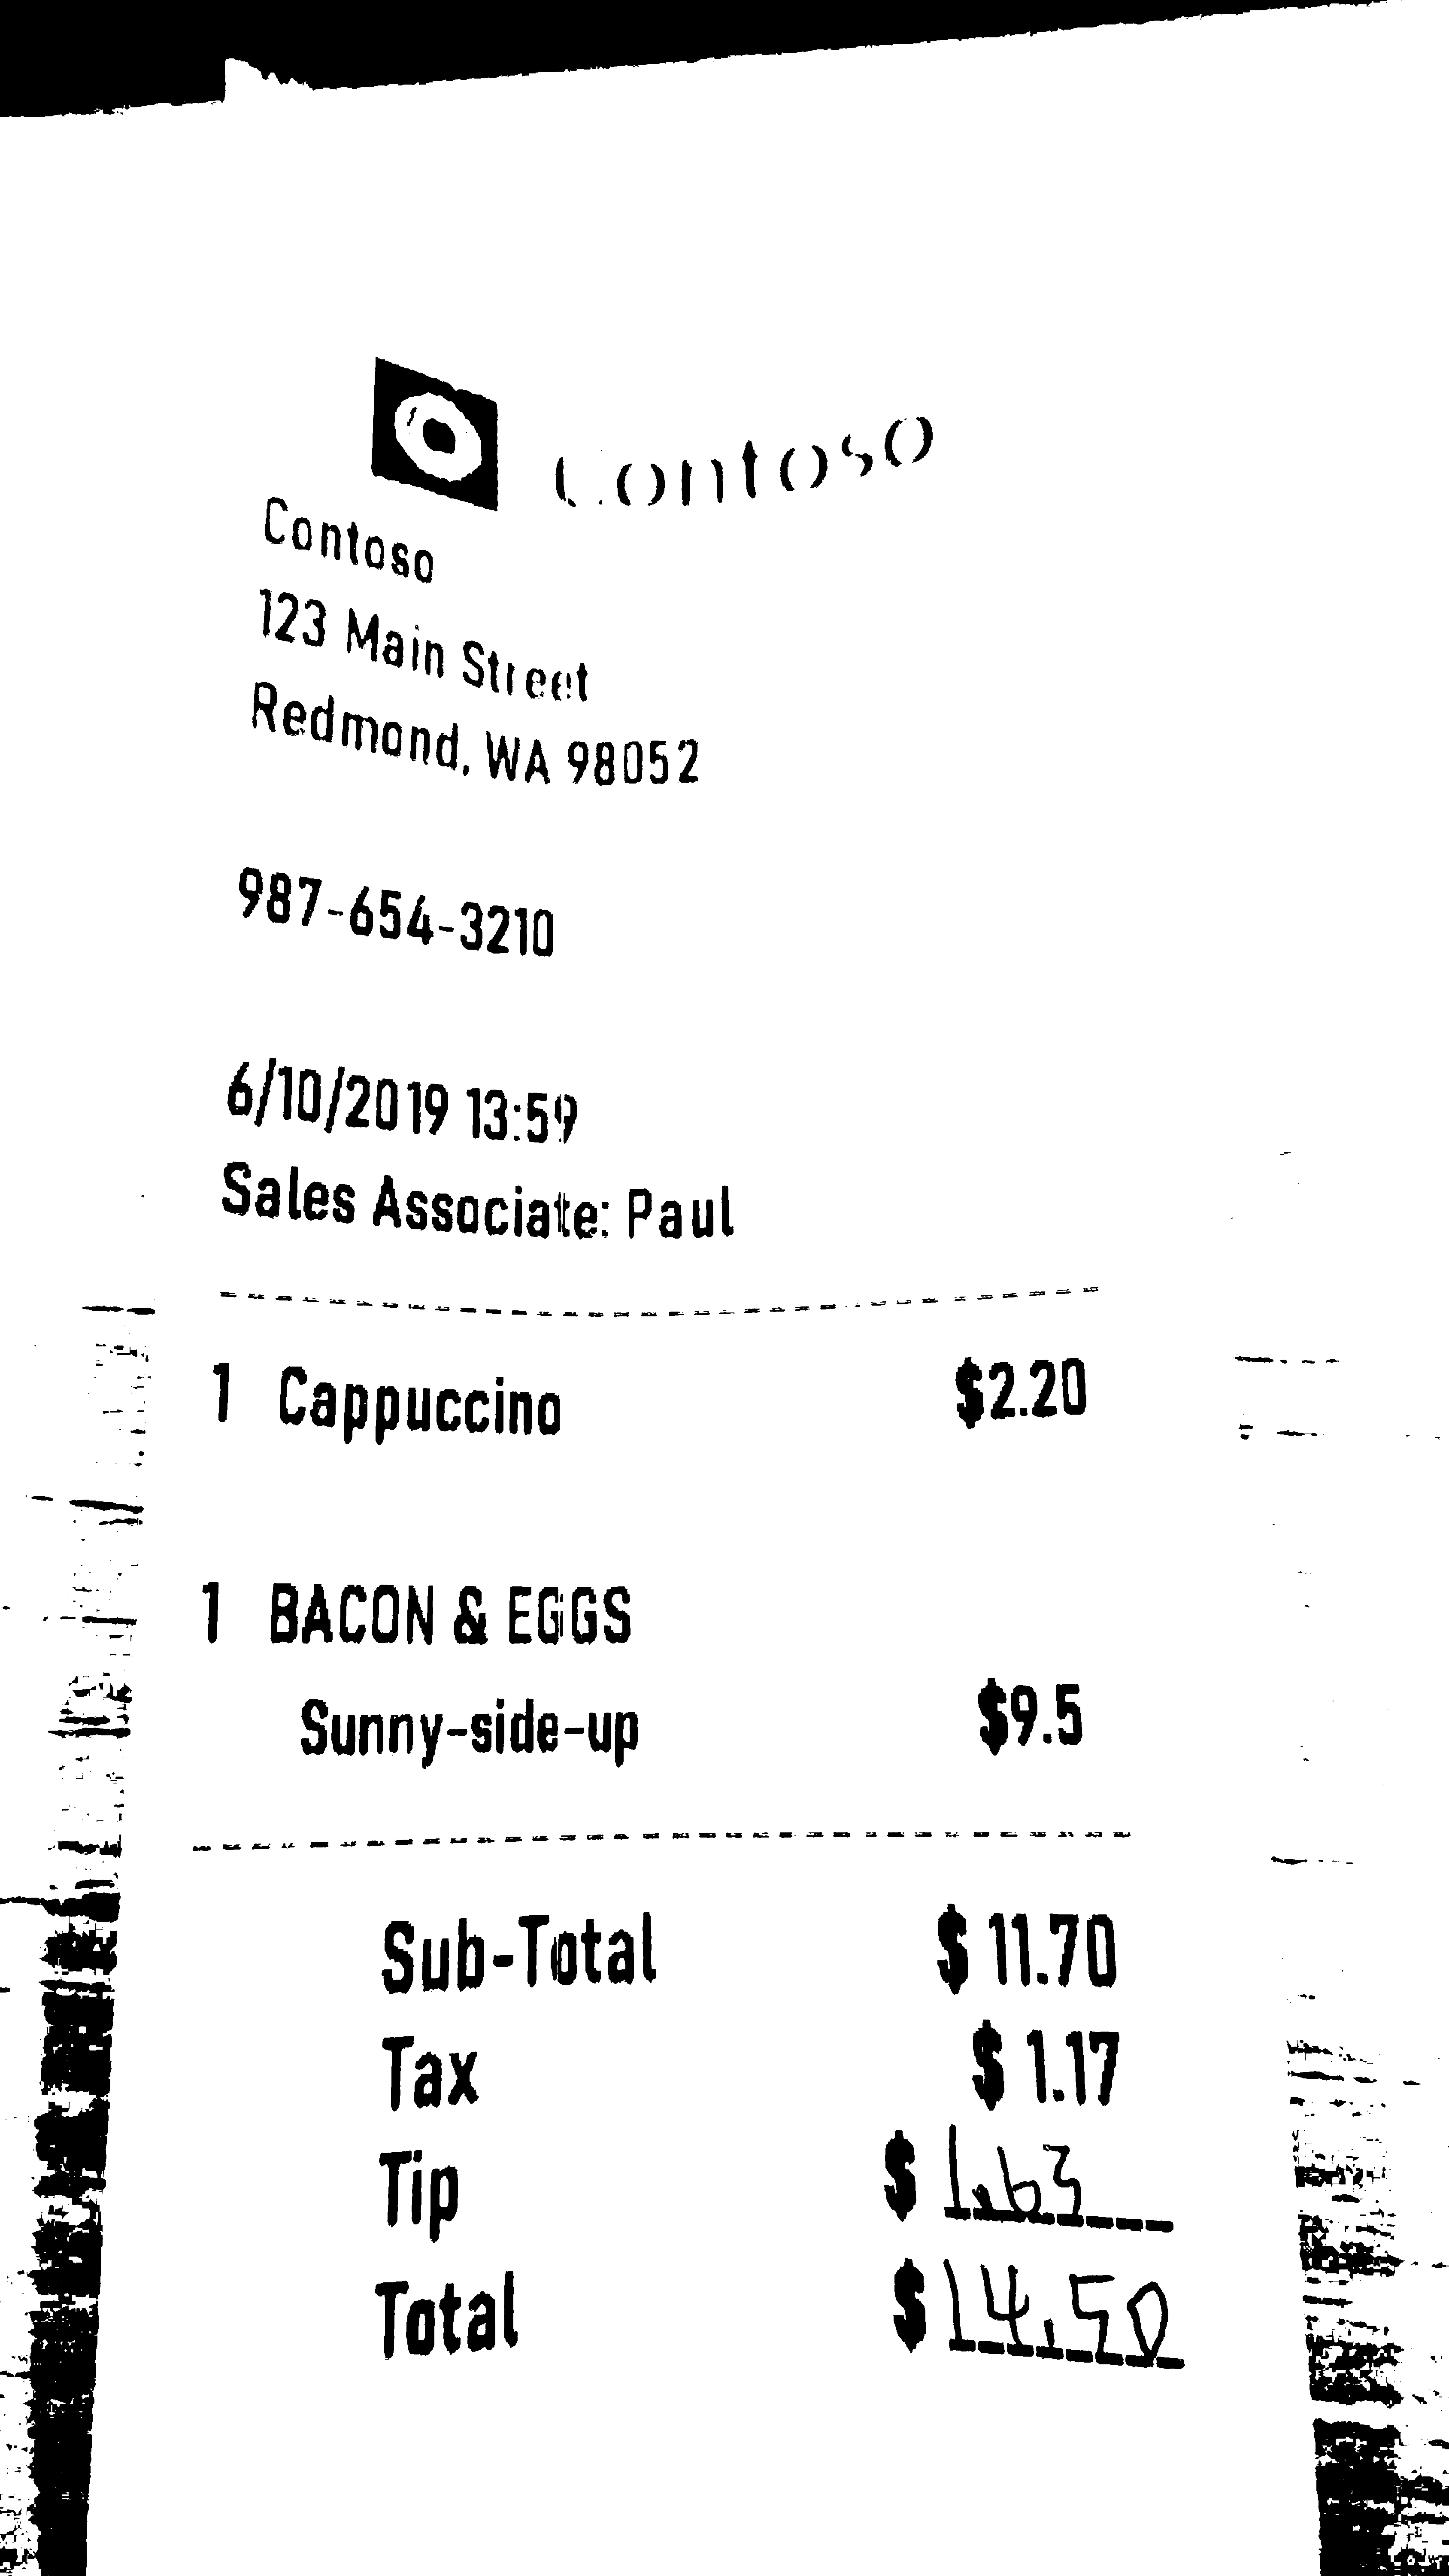 Contoso
Contoso
123 Main Street
Redmond, WA 98052
987-654-3210
6/10/2019 13:59
Sales Associate: Paul
1 Cappuccino $2.20
1 BACON & EGGS
Sunny-side-up $9.5
Sub-Total $ 11.70
Tax $ 1.17
Tip $ 1.63
Total $ 14.50